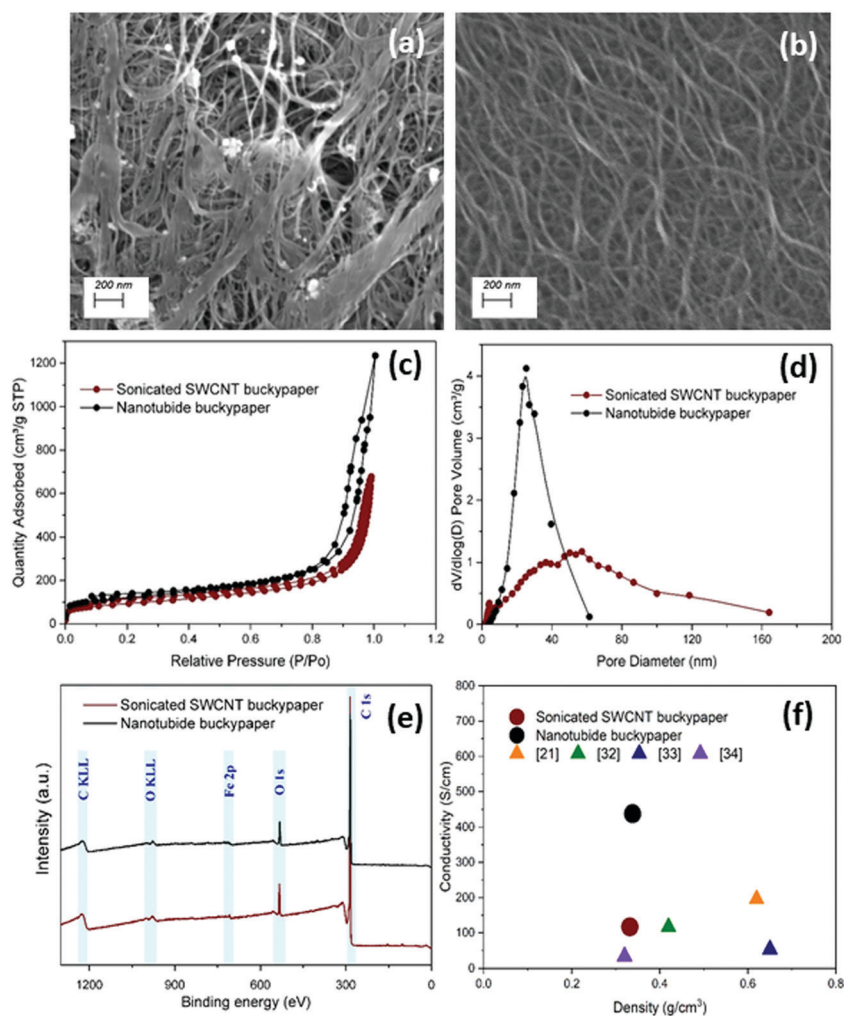 (a)
200 nm
(b)
200 nm
(c)
Sonicated SWCNT buckypaper
Nanotubide buckypaper
Quantity Adsorbed (cm³/g STP)
1200
1000
800
600
400
200
0
0.0 0.2 0.4 0.6 0.8 1.0 1.2
Relative Pressure (P/Po)
(d)
Sonicated SWCNT buckypaper
Nanotubide buckypaper
dV/dlog(D) Pore Volume (cm³/g)
4
3
2
1
0
0 40 80 120 160 200
Pore Diameter (nm)
(e)
Sonicated SWCNT buckypaper
Nanotubide buckypaper
C KLL
O KLL
Fe 2p
O 1s
C 1s
Intensity (a.u.)
1200 900 600 300 0
Binding energy (eV)
(f)
Sonicated SWCNT buckypaper
Nanotubide buckypaper
[21] [32] [33] [34]
Conductivity (S/cm)
800
700
600
500
400
300
200
100
0
0.0 0.2 0.4 0.6 0.8
Density (g/cm³)